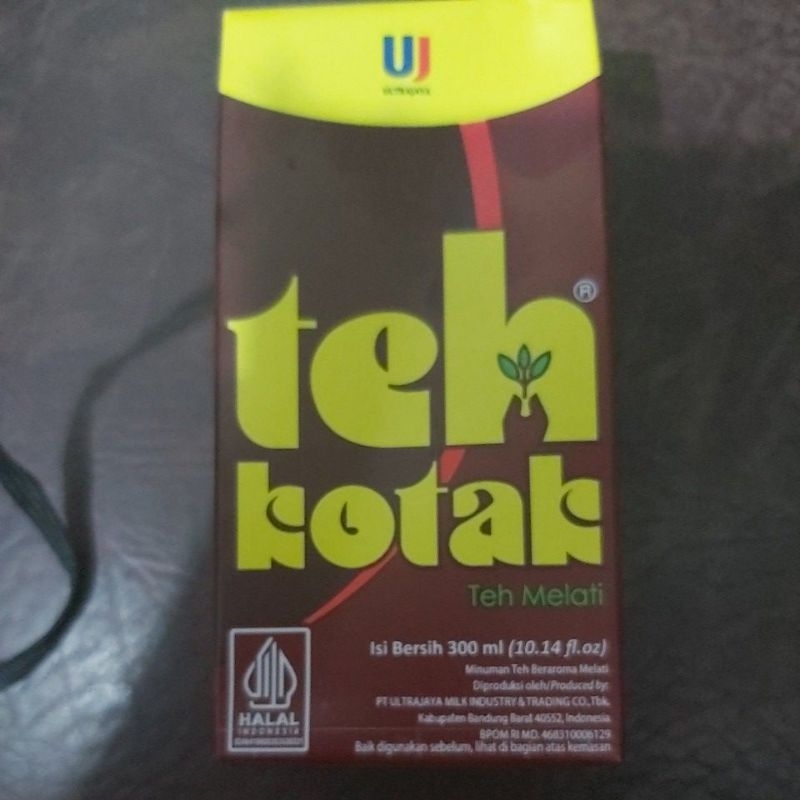 UJ
ULTRAJAYA
teh
®
kotak
Teh Melati
Isi Bersih 300 ml (10.14 fl.oz)
Minuman Teh Beraroma Melati
Diproduksi oleh/Produced by:
PT ULTRAJAYA MILK INDUSTRY & TRADING CO.,Tbk.
Kabupaten Bandung Barat 40552, Indonesia
BPOM RI MD. 468310006129
Baik digunakan sebelum, lihat di bagian atas kemasan
HALAL
INDONESIA